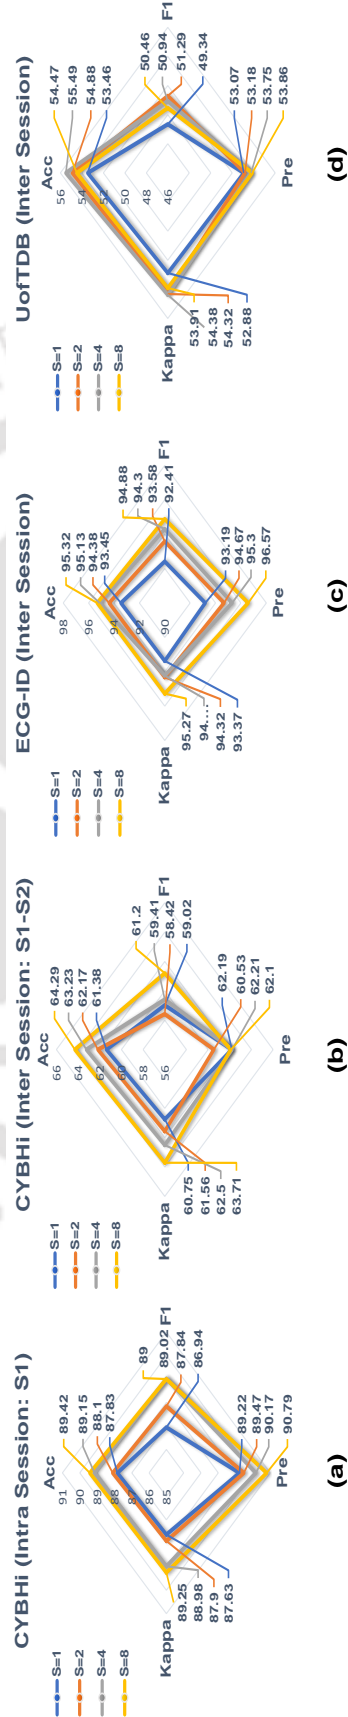 CYBHi (Intra Session: S1)
S=1
S=2
S=4
S=8
Acc
91
90
89
88
86
85
89.42
89.15
88.1
87.83
F1
89
89.02
87.84
86.94
Pre
89.22
89.47
90.17
90.79
Kappa
89.25
88.98
87.9
87.63
(a)
CYBHi (Inter Session: S1-S2)
S=1
S=2
S=4
S=8
Acc
66
64
62
60
58
56
64.29
63.23
62.17
61.38
F1
61.2
59.41
58.42
59.02
Pre
62.19
60.53
62.21
62.1
Kappa
60.75
61.56
62.5
63.71
(b)
ECG-ID (Inter Session)
S=1
S=2
S=4
S=8
Acc
98
96
94
92
90
95.32
95.13
94.38
93.45
F1
94.88
94.3
93.58
92.41
Pre
93.19
94.67
95.3
96.57
Kappa
95.27
94....
94.32
93.37
(c)
UofTDB (Inter Session)
S=1
S=2
S=4
S=8
Acc
56
54
52
50
48
46
54.47
55.49
54.88
53.46
F1
50.46
50.94
51.29
49.34
Pre
53.07
53.18
53.75
53.86
Kappa
53.91
54.38
54.32
52.88
(d)